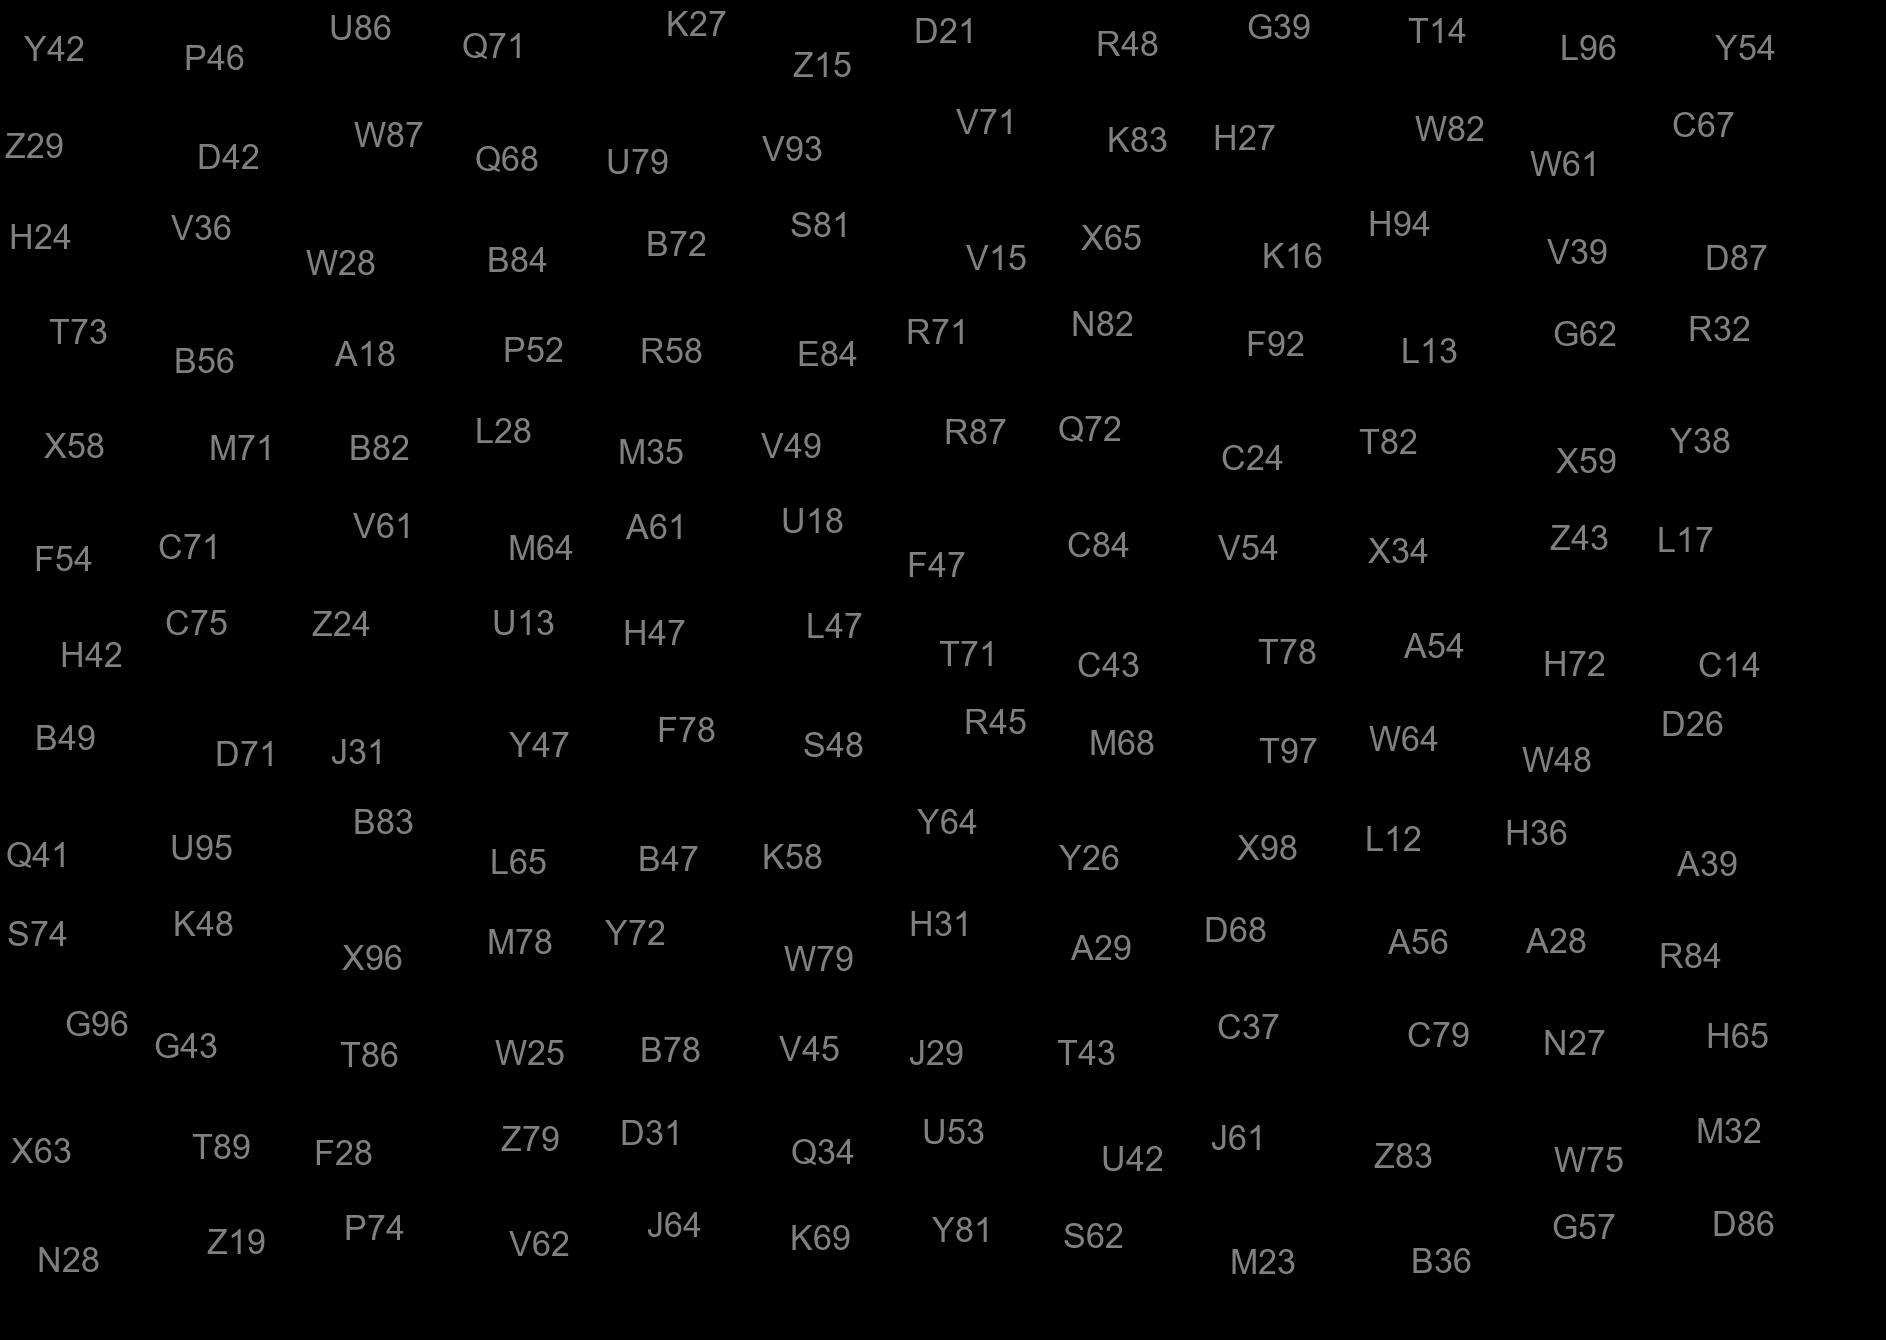 Y42 P46 U86 Q71 K27 Z15 D21 R48 G39 T14 L96 Y54
Z29 D42 W87 Q68 U79 V93 V71 K83 H27 W82 W61 C67
H24 V36 W28 B84 B72 S81 V15 X65 K16 H94 V39 D87
T73 B56 A18 P52 R58 E84 R71 N82 F92 L13 G62 R32
X58 M71 B82 L28 M35 V49 R87 Q72 C24 T82 X59 Y38
F54 C71 V61 M64 A61 U18 F47 C84 V54 X34 Z43 L17
H42 C75 Z24 U13 H47 L47 T71 C43 T78 A54 H72 C14
B49 D71 J31 Y47 F78 S48 R45 M68 T97 W64 W48 D26
Q41 U95 B83 L65 B47 K58 Y64 Y26 X98 L12 H36 A39
S74 K48 X96 M78 Y72 W79 H31 A29 D68 A56 A28 R84
G96 G43 T86 W25 B78 V45 J29 T43 C37 C79 N27 H65
X63 T89 F28 Z79 D31 Q34 U53 U42 J61 Z83 W75 M32
N28 Z19 P74 V62 J64 K69 Y81 S62 M23 B36 G57 D86